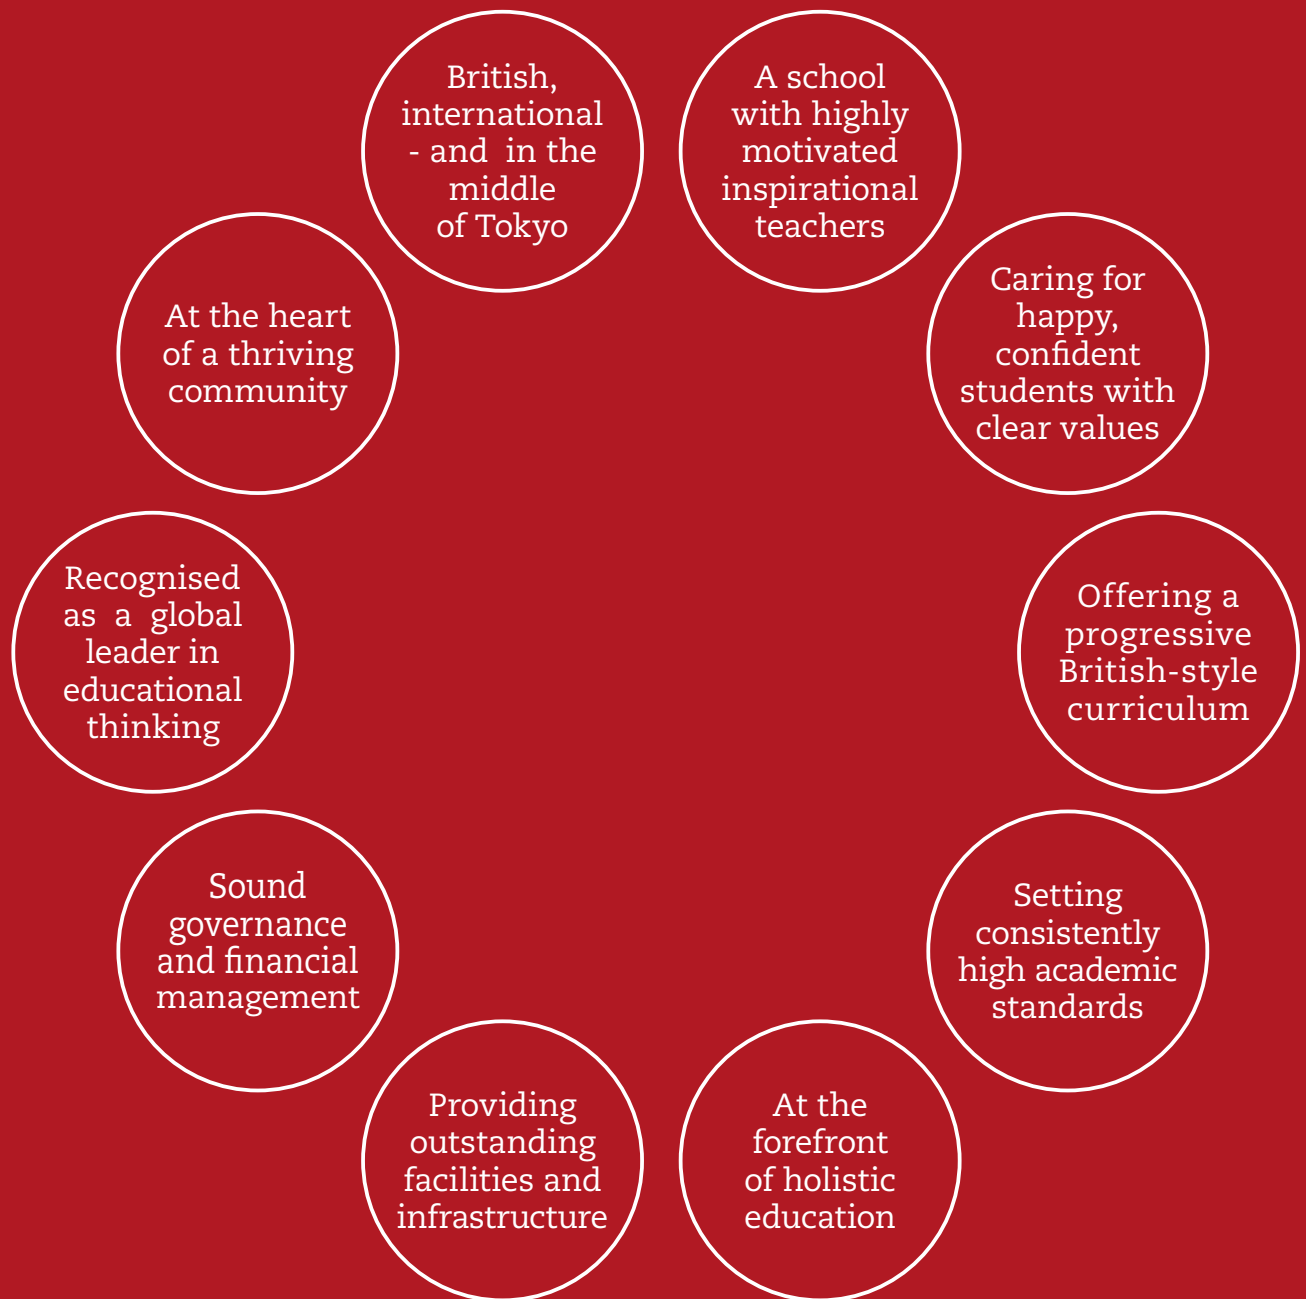 British,
international
- and in the
middle
of Tokyo
A school
with highly
motivated
inspirational
teachers
Caring for
happy,
confident
students with
clear values
Offering a
progressive
British-style
curriculum
Setting
consistently
high academic
standards
At the
forefront
of holistic
education
Providing
outstanding
facilities and
infrastructure
Sound
governance
and financial
management
Recognised
as a global
leader in
educational
thinking
At the heart
of a thriving
community